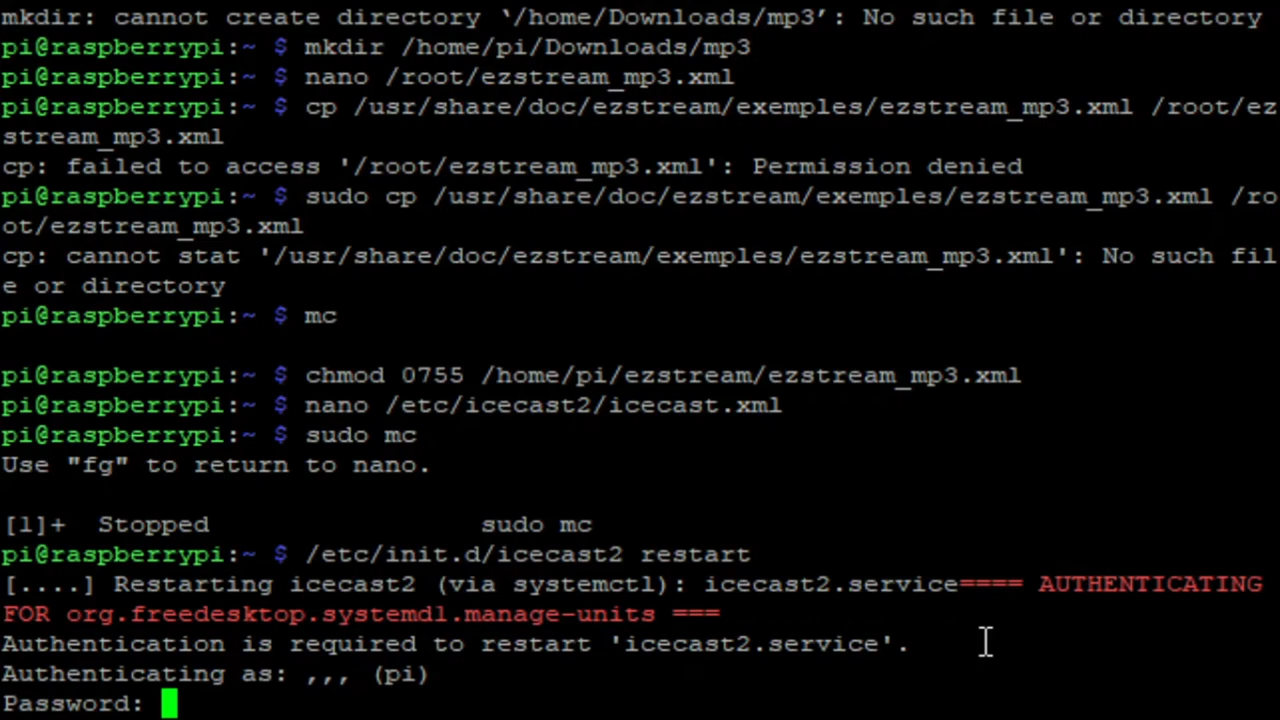 mkdir: cannot create directory ‘/home/Downloads/mp3’: No such file or directory
pi@raspberrypi:~ $ mkdir /home/pi/Downloads/mp3
pi@raspberrypi:~ $ nano /root/ezstream_mp3.xml
pi@raspberrypi:~ $ cp /usr/share/doc/ezstream/exemples/ezstream_mp3.xml /root/ez
stream_mp3.xml
cp: failed to access '/root/ezstream_mp3.xml': Permission denied
pi@raspberrypi:~ $ sudo cp /usr/share/doc/ezstream/exemples/ezstream_mp3.xml /ro
ot/ezstream_mp3.xml
cp: cannot stat '/usr/share/doc/ezstream/exemples/ezstream_mp3.xml': No such fil
e or directory
pi@raspberrypi:~ $ mc
pi@raspberrypi:~ $ chmod 0755 /home/pi/ezstream/ezstream_mp3.xml
pi@raspberrypi:~ $ nano /etc/icecast2/icecast.xml
pi@raspberrypi:~ $ sudo mc
Use "fg" to return to nano.
[1]+  Stopped                 sudo mc
pi@raspberrypi:~ $ /etc/init.d/icecast2 restart
[....] Restarting icecast2 (via systemctl): icecast2.service==== AUTHENTICATING
FOR org.freedesktop.systemd1.manage-units ===
Authentication is required to restart 'icecast2.service'.
Authenticating as: ,,, (pi)
Password: